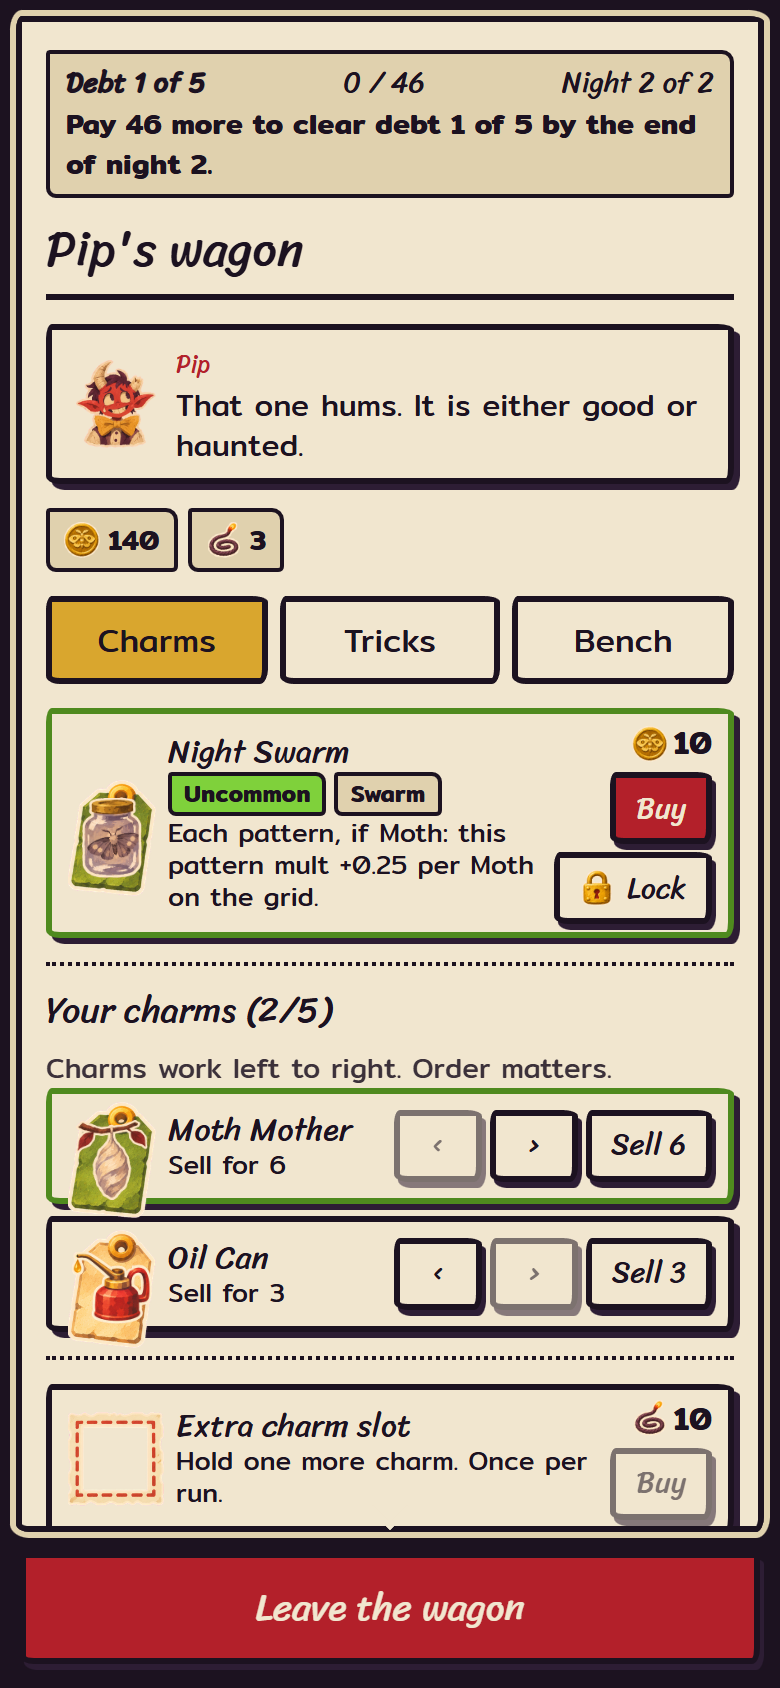 Debt 1 of 5 0 / 46 Night 2 of 2
Pay 46 more to clear debt 1 of 5 by the end
of night 2.
Pip's wagon
Pip
That one hums. It is either good or
haunted.
140 3
Charms Tricks Bench
Night Swarm
10
Uncommon Swarm
Buy
Each pattern, if Moth: this
pattern mult +0.25 per Moth
on the grid.
Lock
Your charms (2/5)
Charms work left to right. Order matters.
Moth Mother
Sell for 6
‹ › Sell 6
Oil Can
Sell for 3
‹ › Sell 3
Extra charm slot
10
Hold one more charm. Once per
run.
Buy
Leave the wagon